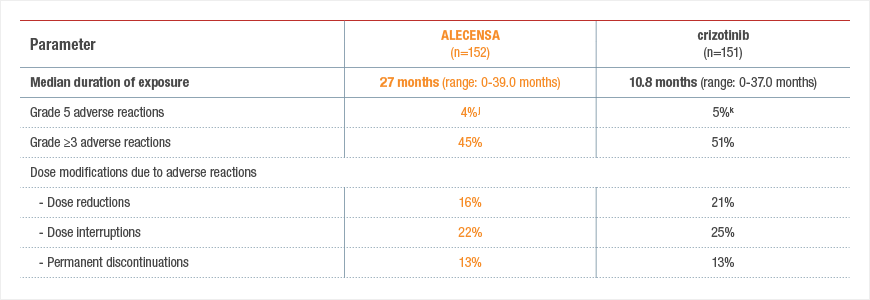 Parameter ALECENSA (n=152) crizotinib (n=151)
Median duration of exposure 27 months (range: 0-39.0 months) 10.8 months (range: 0-37.0 months)
Grade 5 adverse reactions 4%j 5%k
Grade ≥3 adverse reactions 45% 51%
Dose modifications due to adverse reactions
- Dose reductions 16% 21%
- Dose interruptions 22% 25%
- Permanent discontinuations 13% 13%